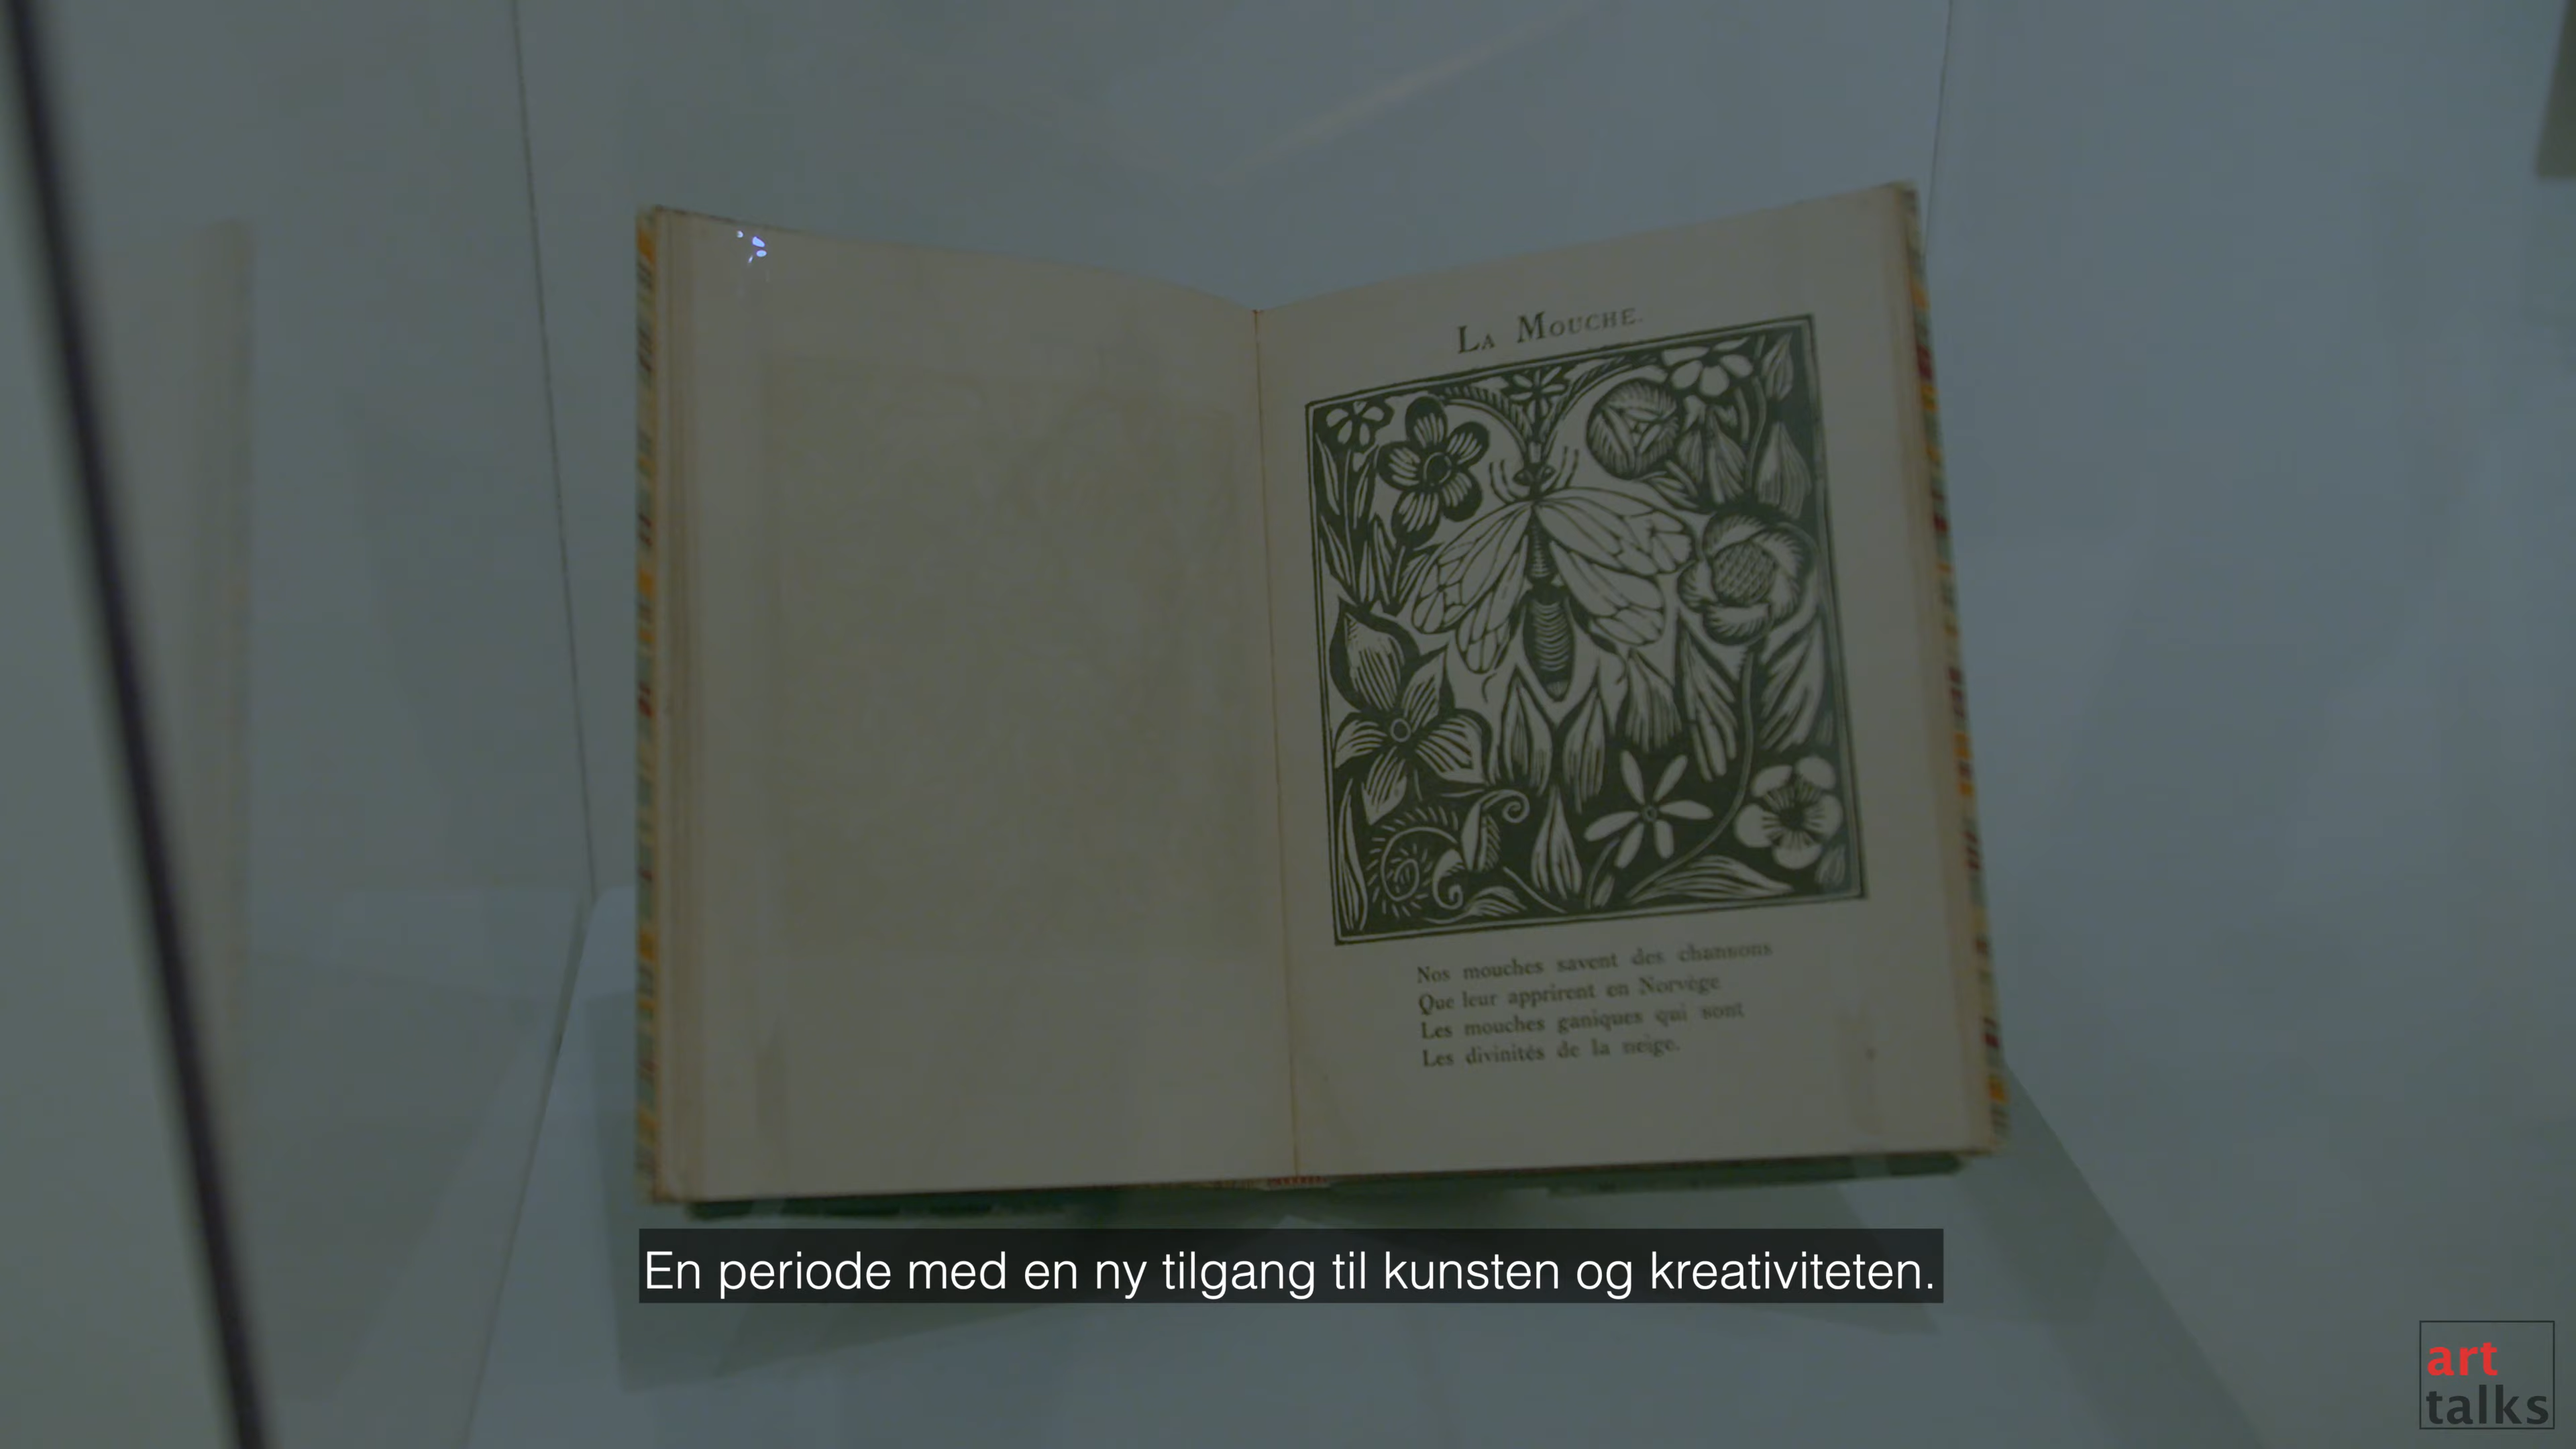 LA MOUCHE.
Nos mouches savent des chansons
Que leur apprirent en Norvège
Les mouches ganiques qui sont
Les divinités de la neige.
En periode med en ny tilgang til kunsten og kreativiteten.
art
talks